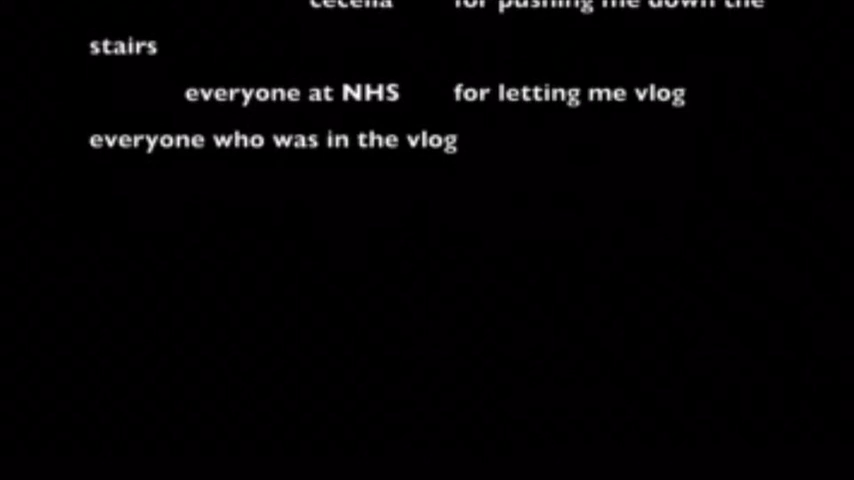 cecelia for pushing me down the
stairs
everyone at NHS for letting me vlog
everyone who was in the vlog